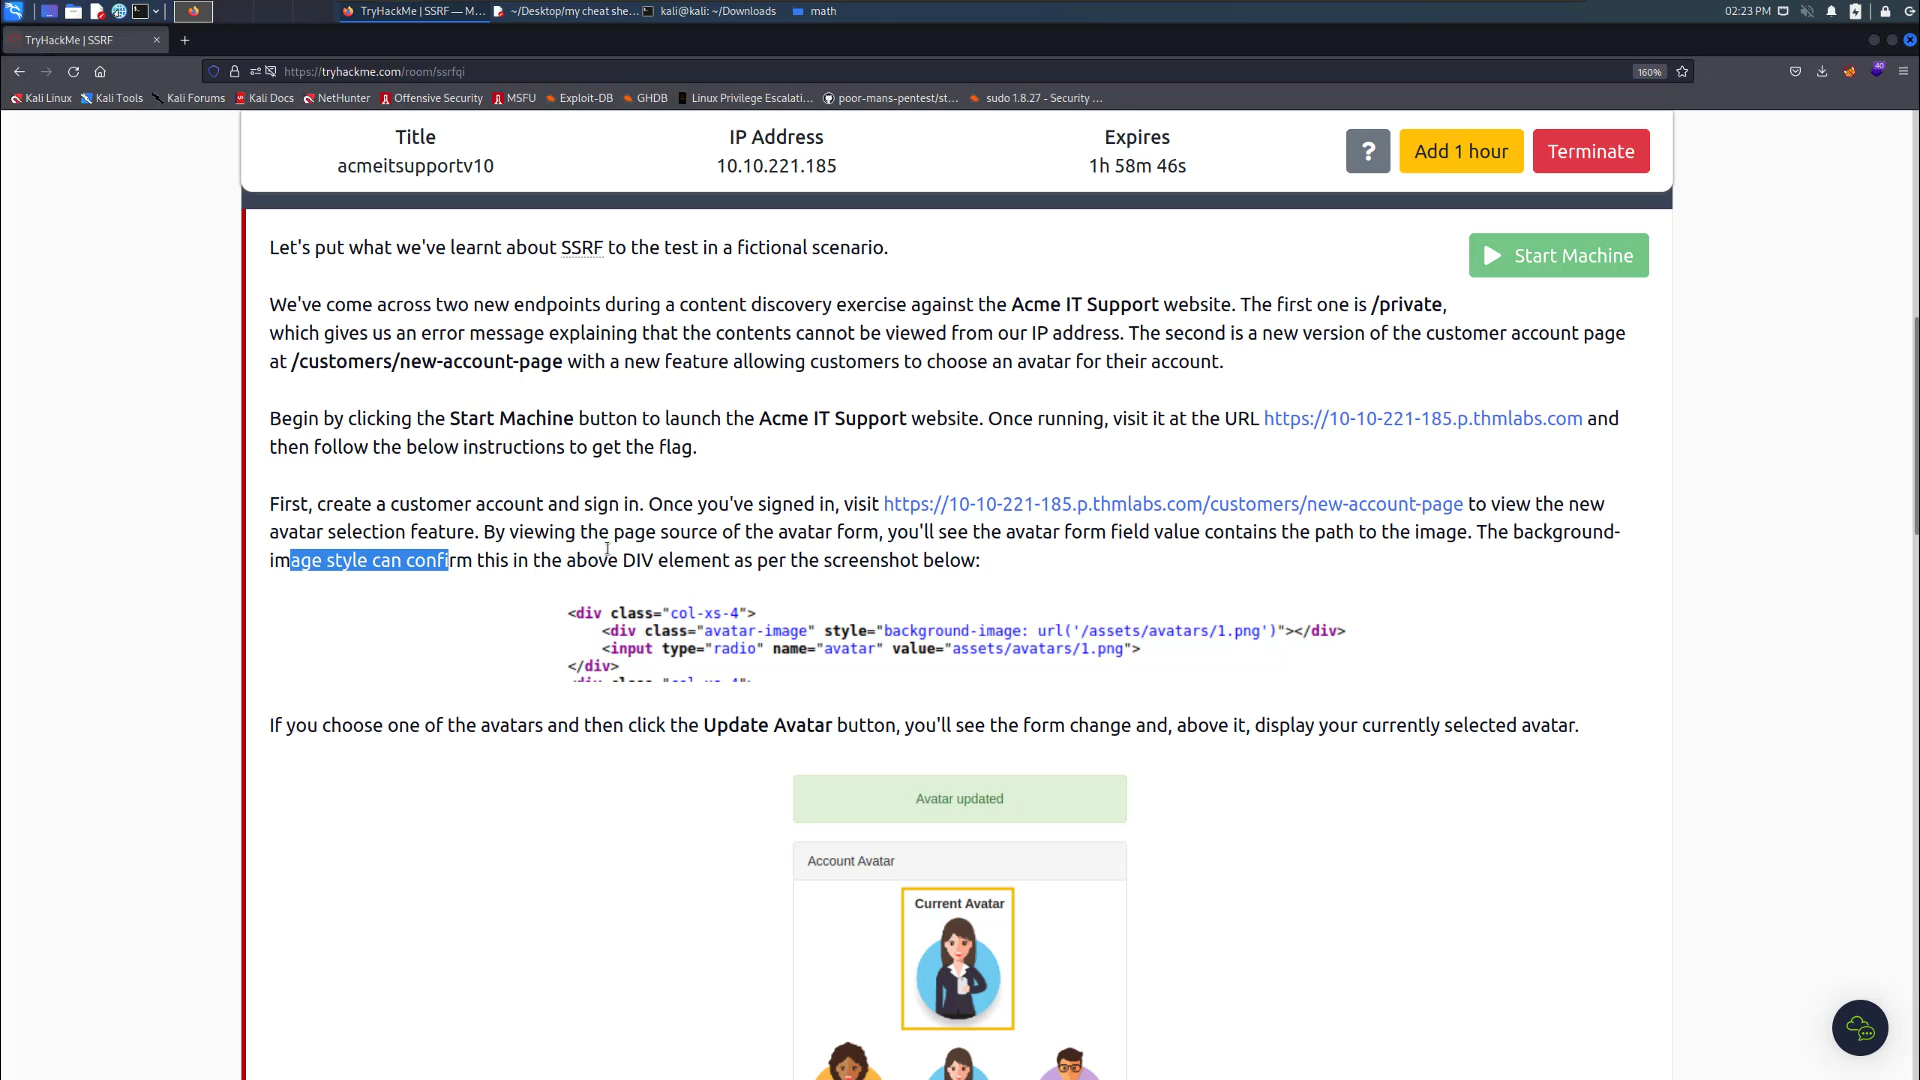 TryHackMe | SSRF — M...
~/Desktop/my cheat she...
kali@kali: ~/Downloads
math
02:23 PM
TryHackMe | SSRF
https://tryhackme.com/room/ssrfqi
160%
40
Kali Linux
Kali Tools
Kali Forums
Kali Docs
NetHunter
Offensive Security
MSFU
Exploit-DB
GHDB
Linux Privilege Escalati...
poor-mans-pentest/st...
sudo 1.8.27 - Security ...
Title
IP Address
Expires
acmeitsupportv10
10.10.221.185
1h 58m 46s
?
Add 1 hour
Terminate
Let's put what we've learnt about SSRF to the test in a fictional scenario.
Start Machine
We've come across two new endpoints during a content discovery exercise against the Acme IT Support website. The first one is /private,
which gives us an error message explaining that the contents cannot be viewed from our IP address. The second is a new version of the customer account page
at /customers/new-account-page with a new feature allowing customers to choose an avatar for their account.
Begin by clicking the Start Machine button to launch the Acme IT Support website. Once running, visit it at the URL https://10-10-221-185.p.thmlabs.com and
then follow the below instructions to get the flag.
First, create a customer account and sign in. Once you've signed in, visit https://10-10-221-185.p.thmlabs.com/customers/new-account-page to view the new
avatar selection feature. By viewing the page source of the avatar form, you'll see the avatar form field value contains the path to the image. The background-
image style can confirm this in the above DIV element as per the screenshot below:
<div class="col-xs-4">
<div class="avatar-image" style="background-image: url('/assets/avatars/1.png')"></div>
<input type="radio" name="avatar" value="assets/avatars/1.png">
</div>
<div class="col-xs-4">
If you choose one of the avatars and then click the Update Avatar button, you'll see the form change and, above it, display your currently selected avatar.
Avatar updated
Account Avatar
Current Avatar